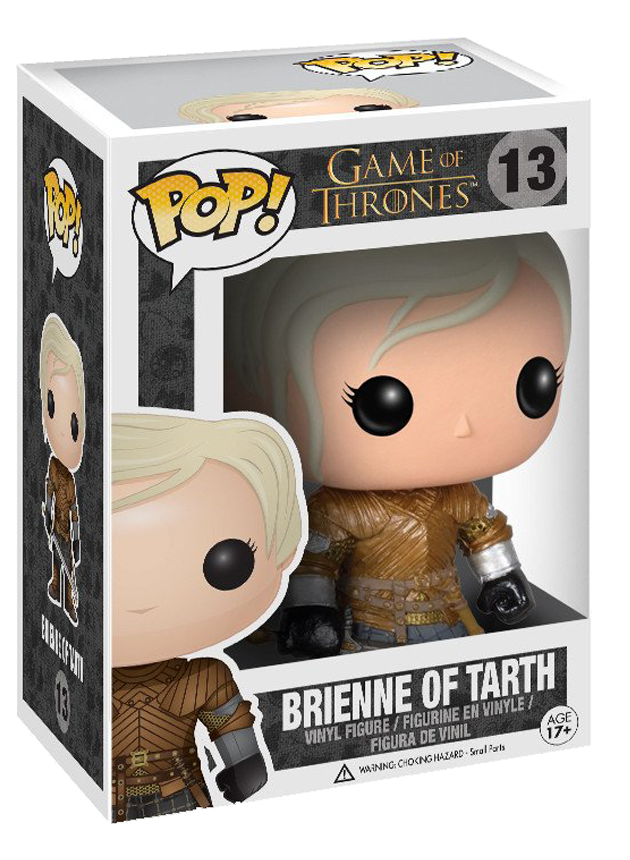 POP!
POP!
GAME OF
THRONES™
13
POP!
BRIENNE OF TARTH
13
BRIENNE OF TARTH
VINYL FIGURE / FIGURINE EN VINYLE /
FIGURA DE VINIL
AGE
17+
WARNING: CHOKING HAZARD - Small Parts